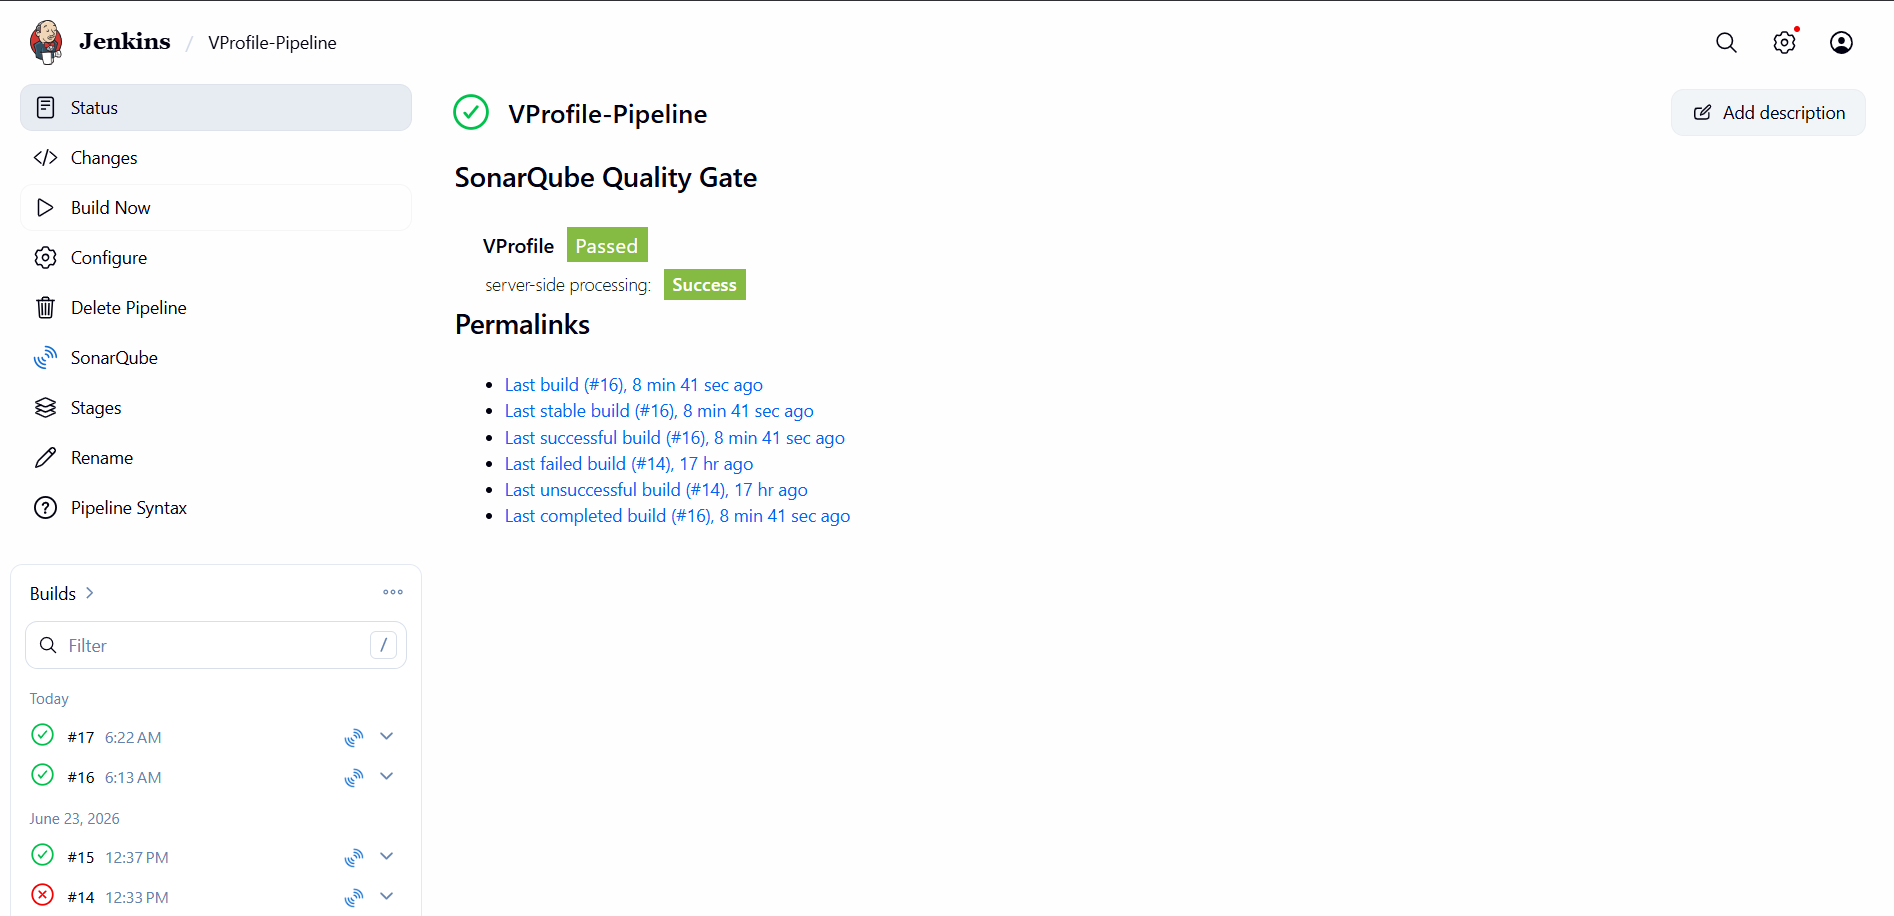 Jenkins / VProfile-Pipeline
Status
Changes
Build Now
Configure
Delete Pipeline
SonarQube
Stages
Rename
Pipeline Syntax
Builds
Filter /
Today
#17 6:22 AM
#16 6:13 AM
June 23, 2026
#15 12:37 PM
#14 12:33 PM
VProfile-Pipeline
Add description
SonarQube Quality Gate
VProfile Passed
server-side processing: Success
Permalinks
Last build (#16), 8 min 41 sec ago
Last stable build (#16), 8 min 41 sec ago
Last successful build (#16), 8 min 41 sec ago
Last failed build (#14), 17 hr ago
Last unsuccessful build (#14), 17 hr ago
Last completed build (#16), 8 min 41 sec ago